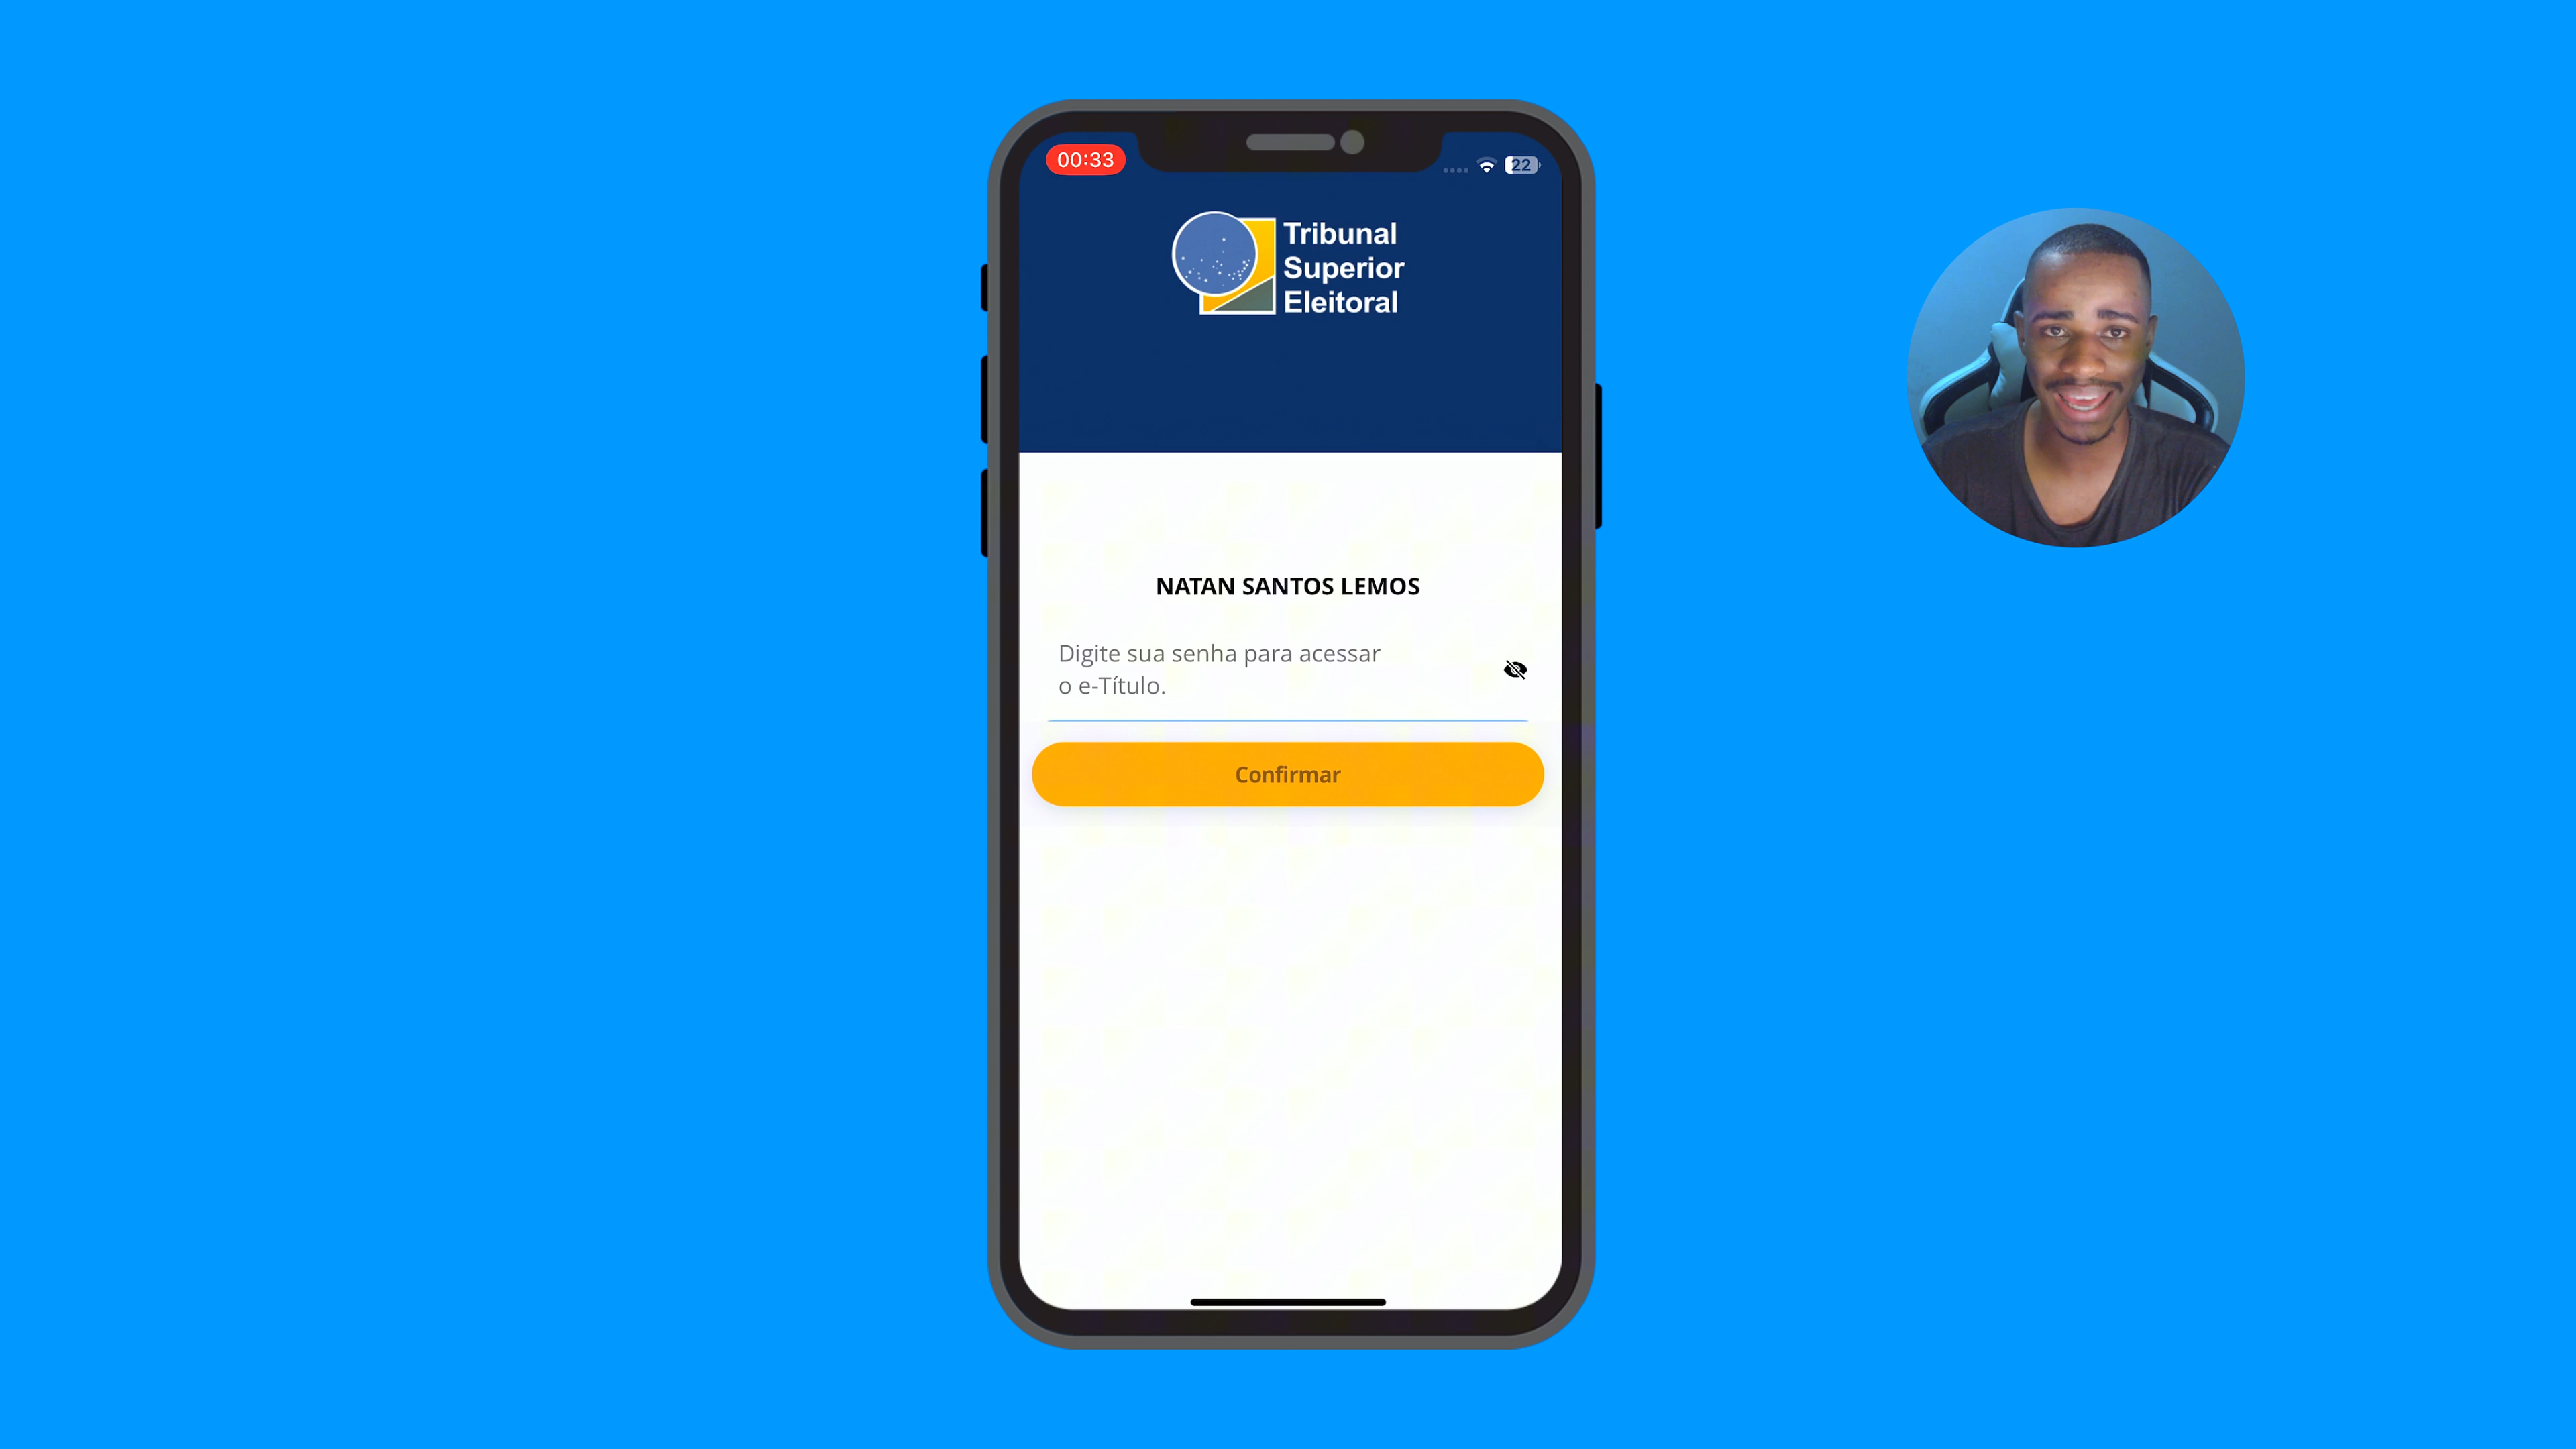 00:33
22
Tribunal
Superior
Eleitoral
NATAN SANTOS LEMOS
Digite sua senha para acessar
o e-Título.
Confirmar